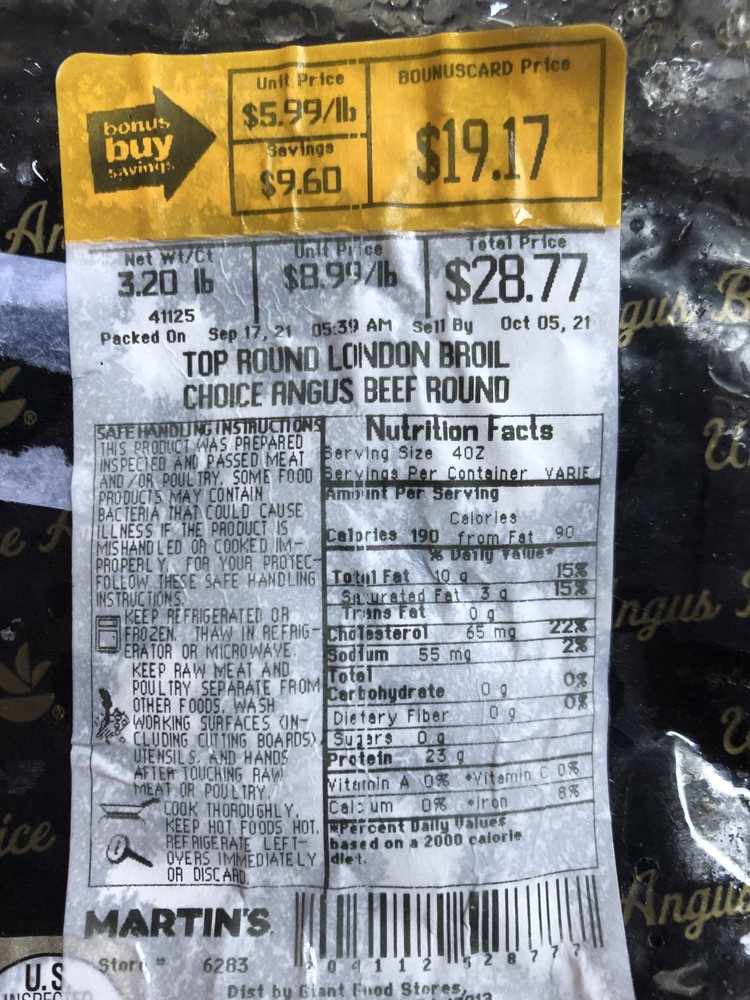 bonus
buy
savings
Unit Price
$5.99/lb
Savings
$9.60
BOUNUSCARD Price
$19.17
Net Wt/Ct
3.20 lb
Unit Price
$8.99/lb
Total Price
$28.77
41125
Packed On Sep 17, 21 05:39 AM Sell By Oct 05, 21
TOP ROUND LONDON BROIL
CHOICE ANGUS BEEF ROUND
SAFE HANDLING INSTRUCTIONS
THIS PRODUCT WAS PREPARED
INSPECTED AND PASSED MEAT
AND/OR POULTRY. SOME FOOD
PRODUCTS MAY CONTAIN
BACTERIA THAT COULD CAUSE
ILLNESS IF THE PRODUCT IS
MISHANDLED OR COOKED IM-
PROPERLY. FOR YOUR PROTEC-
FOLLOW THESE SAFE HANDLING
INSTRUCTIONS.
KEEP REFRIGERATED OR
FROZEN. THAW IN REFRIG-
ERATOR OR MICROWAVE.
KEEP RAW MEAT AND
POULTRY SEPARATE FROM
OTHER FOODS. WASH
WORKING SURFACES (IN-
CLUDING CUTTING BOARDS),
UTENSILS, AND HANDS
AFTER TOUCHING RAW
MEAT OR POULTRY.
COOK THOROUGHLY.
KEEP HOT FOODS HOT.
REFRIGERATE LEFT-
OVERS IMMEDIATELY
OR DISCARD.
Nutrition Facts
Serving Size 4OZ
Servings Per Container VARIE
Amount Per Serving
Calories
Calories 190 from Fat 90
% Daily Value*
Total Fat 10 g 15%
Saturated Fat 3 g 15%
Trans Fat 0 g
Cholesterol 65 mg 22%
Sodium 55 mg 2%
Total
Carbohydrate 0 g 0%
Dietary Fiber 0 g 0%
Sugars 0 g
Protein 23 g
Vitamin A 0% •Vitamin C 0%
Calcium 0% •Iron 8%
*Percent Daily Values
based on a 2000 calorie
diet.
MARTIN'S
Store # 6283
2 04112 52877 7
Dist by Giant Food Stores,
U.S
Angus